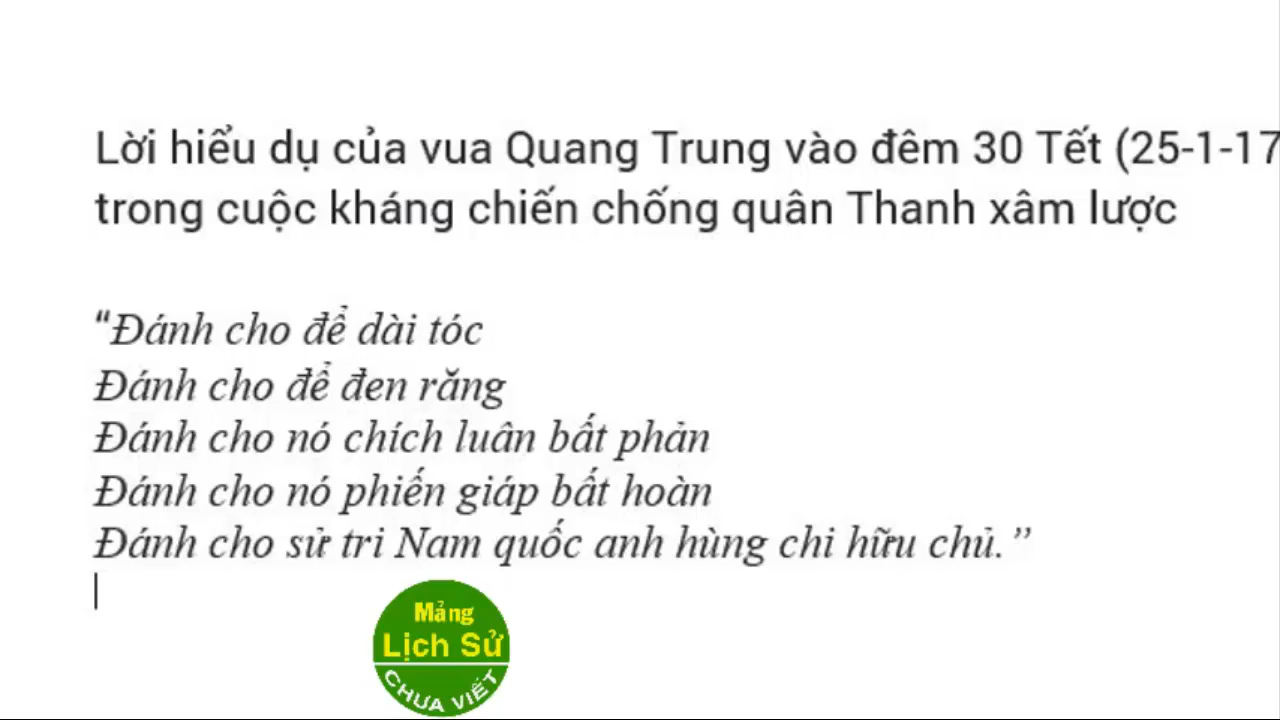 Lời hiểu dụ của vua Quang Trung vào đêm 30 Tết (25-1-17
trong cuộc kháng chiến chống quân Thanh xâm lược
“Đánh cho để dài tóc
Đánh cho để đen răng
Đánh cho nó chích luân bất phản
Đánh cho nó phiến giáp bất hoàn
Đánh cho sử tri Nam quốc anh hùng chi hữu chủ.”
Mảng
Lịch Sử
CHƯA VIẾT